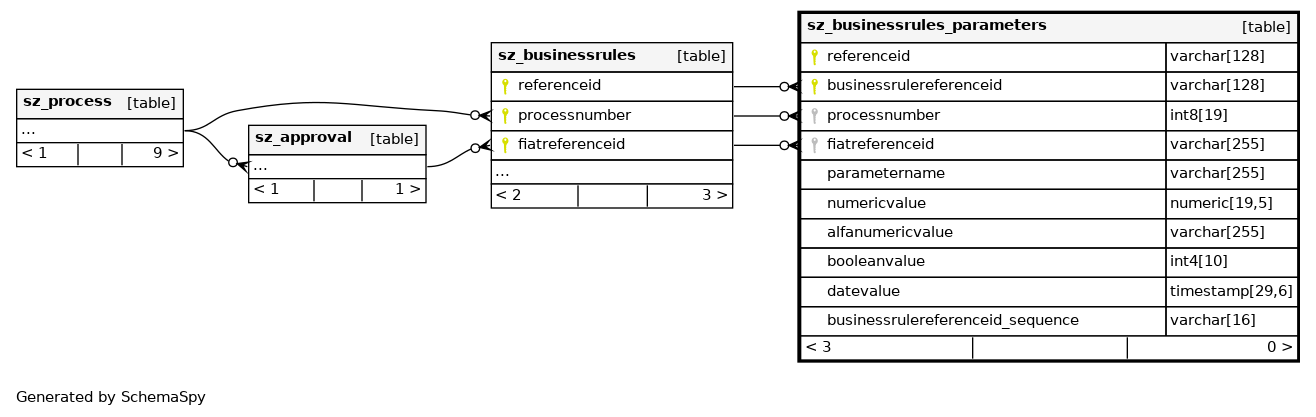 sz_process [table]
...
< 1 9 >
sz_approval [table]
...
< 1 1 >
sz_businessrules [table]
referenceid
processnumber
fiatreferenceid
...
< 2 3 >
sz_businessrules_parameters [table]
referenceid varchar[128]
businessrulereferenceid varchar[128]
processnumber int8[19]
fiatreferenceid varchar[255]
parametername varchar[255]
numericvalue numeric[19,5]
alfanumericvalue varchar[255]
booleanvalue int4[10]
datevalue timestamp[29,6]
businessrulereferenceid_sequence varchar[16]
< 3 0 >
Generated by SchemaSpy